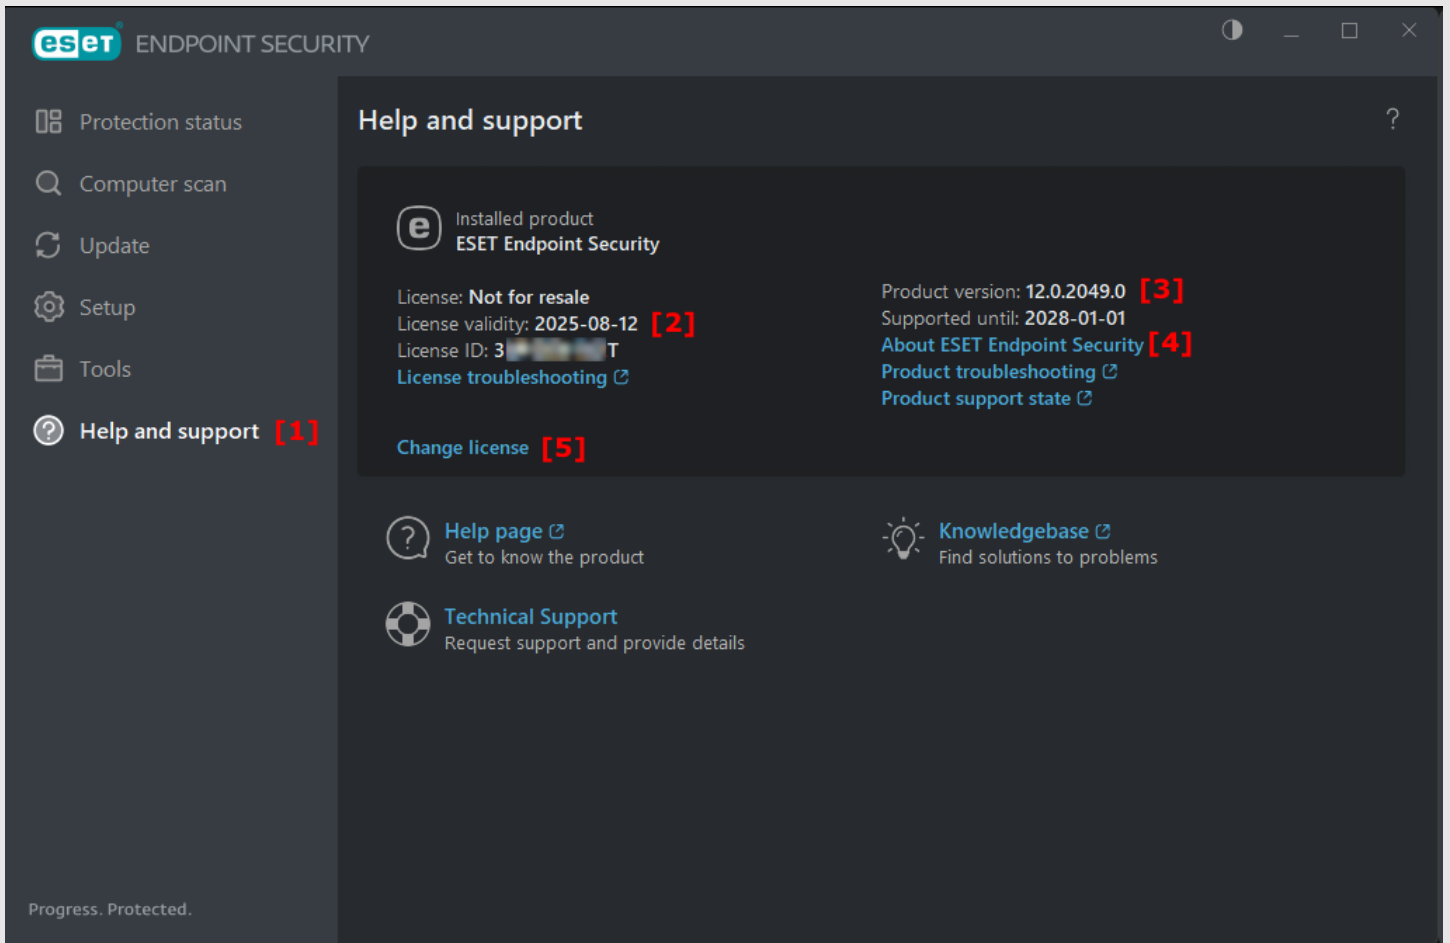 eset ENDPOINT SECURITY
Protection status
Computer scan
Update
Setup
Tools
Help and support [1]
Progress. Protected.
Help and support
?
e
Installed product
ESET Endpoint Security
License: Not for resale
License validity: 2025-08-12 [2]
License ID: 3 T
License troubleshooting
Change license [5]
Product version: 12.0.2049.0 [3]
Supported until: 2028-01-01
About ESET Endpoint Security [4]
Product troubleshooting
Product support state
Help page
Get to know the product
Knowledgebase
Find solutions to problems
Technical Support
Request support and provide details